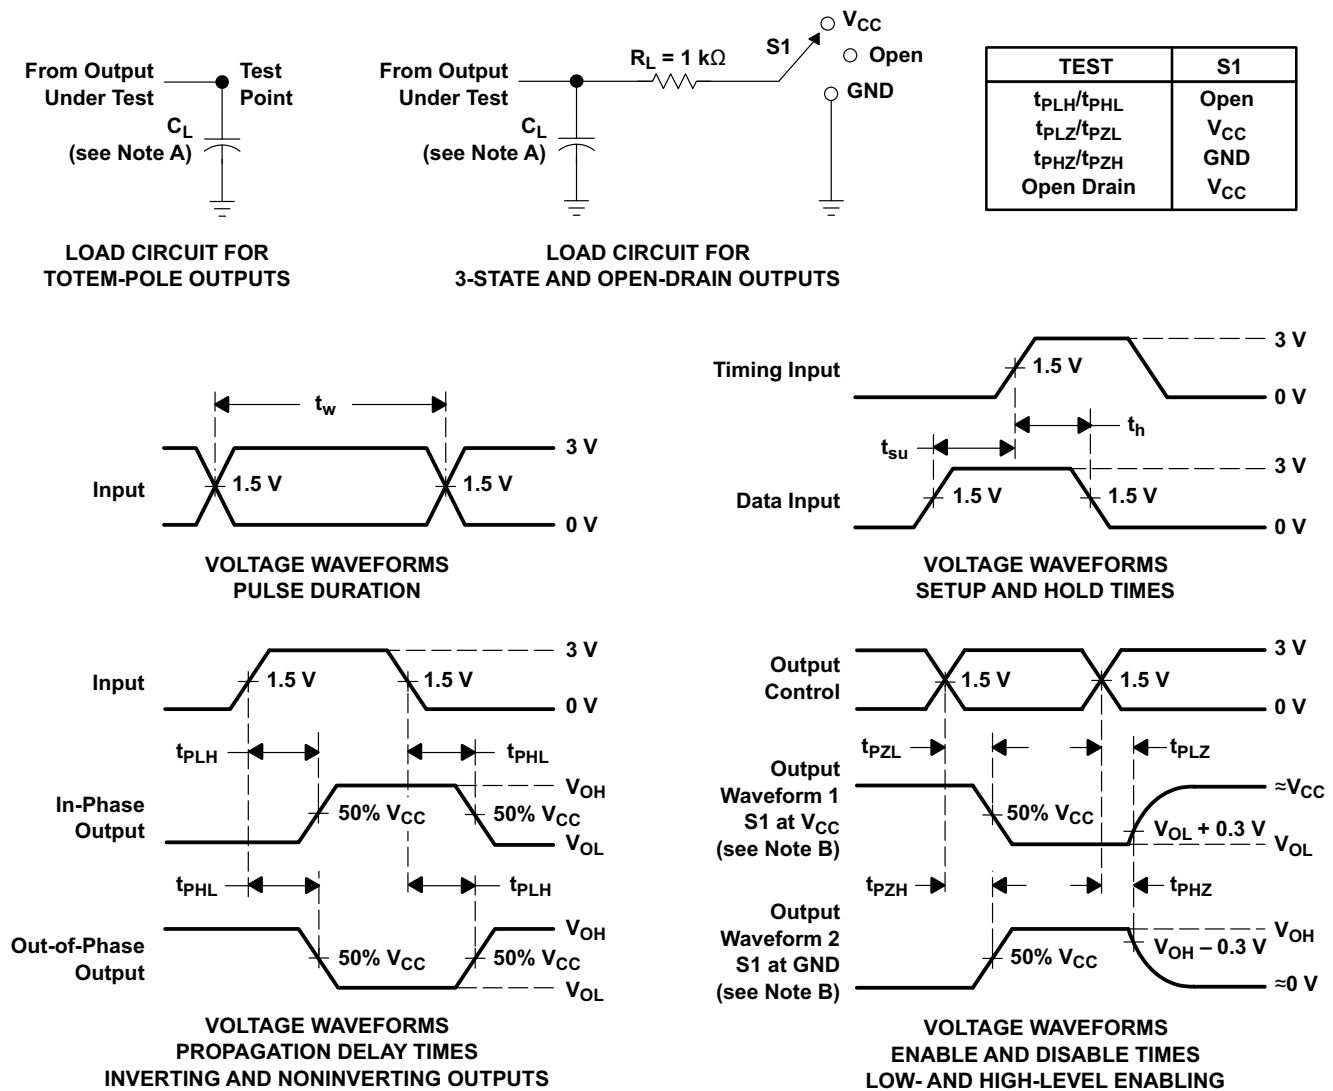 From Output
Under Test
Test
Point
CL
(see Note A)
LOAD CIRCUIT FOR
TOTEM-POLE OUTPUTS
From Output
Under Test
RL = 1 kΩ
S1
VCC
Open
GND
CL
(see Note A)
LOAD CIRCUIT FOR
3-STATE AND OPEN-DRAIN OUTPUTS
TEST S1
tPLH/tPHL Open
tPLZ/tPZL VCC
tPHZ/tPZH GND
Open Drain VCC
tw
Input
1.5 V
1.5 V
3 V
0 V
VOLTAGE WAVEFORMS
PULSE DURATION
Timing Input
1.5 V
3 V
0 V
tsu
th
Data Input
1.5 V
1.5 V
3 V
0 V
VOLTAGE WAVEFORMS
SETUP AND HOLD TIMES
Input
1.5 V
1.5 V
3 V
0 V
tPLH
tPHL
In-Phase
Output
50% VCC
50% VCC
VOH
VOL
tPHL
tPLH
Out-of-Phase
Output
50% VCC
50% VCC
VOH
VOL
VOLTAGE WAVEFORMS
PROPAGATION DELAY TIMES
INVERTING AND NONINVERTING OUTPUTS
Output
Control
1.5 V
1.5 V
3 V
0 V
tPZL
tPLZ
Output
Waveform 1
S1 at VCC
(see Note B)
50% VCC
VOL + 0.3 V
≈VCC
VOL
tPZH
tPHZ
Output
Waveform 2
S1 at GND
(see Note B)
50% VCC
VOH – 0.3 V
VOH
≈0 V
VOLTAGE WAVEFORMS
ENABLE AND DISABLE TIMES
LOW- AND HIGH-LEVEL ENABLING